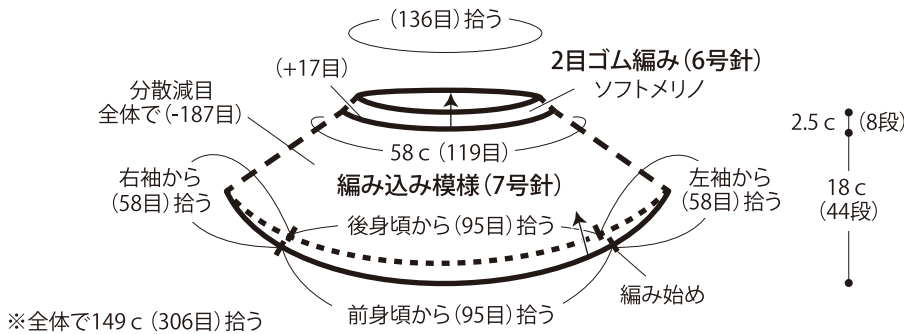 (136目)拾う
2目ゴム編み(6号針)
ソフトメリノ
(+17目)
分散減目
全体で(-187目)
2.5c (8段)
58c(119目)
編み込み模様(7号針)
右袖から
(58目)拾う
左袖から
(58目)拾う
18c
(44段)
後身頃から(95目)拾う
編み始め
前身頃から(95目)拾う
※全体で149c(306目)拾う